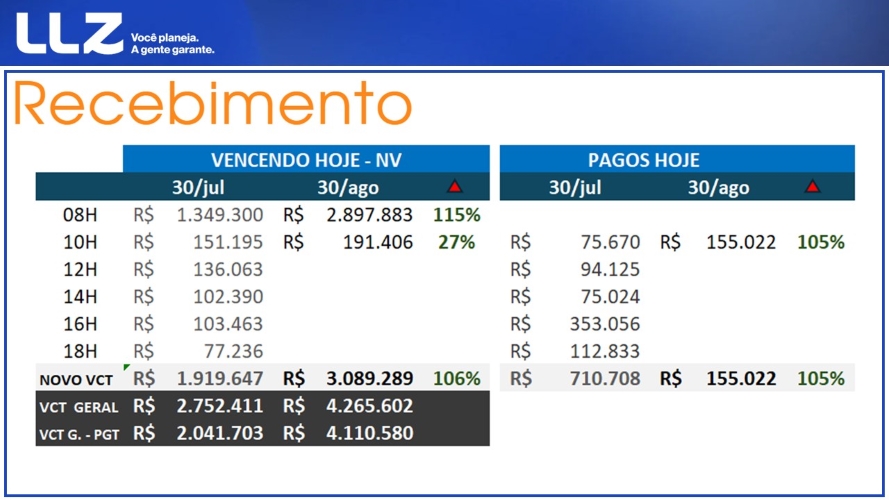 LLZ
Você planeja.
A gente garante.
Recebimento
VENCENDO HOJE - NV PAGOS HOJE
30/jul 30/ago 30/jul 30/ago
08H R$ 1.349.300 R$ 2.897.883 115%
10H R$ 151.195 R$ 191.406 27% R$ 75.670 R$ 155.022 105%
12H R$ 136.063 R$ 94.125
14H R$ 102.390 R$ 75.024
16H R$ 103.463 R$ 353.056
18H R$ 77.236 R$ 112.833
NOVO VCT R$ 1.919.647 R$ 3.089.289 106% R$ 710.708 R$ 155.022 105%
VCT GERAL R$ 2.752.411 R$ 4.265.602
VCT G. - PGT R$ 2.041.703 R$ 4.110.580